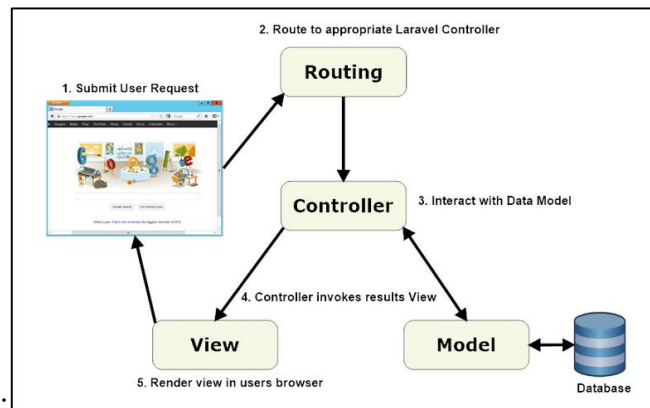 2. Route to appropriate Laravel Controller
1. Submit User Request
Routing
Google
Controller
3. Interact with Data Model
4. Controller invokes results View
View
Model
5. Render view in users browser
Database